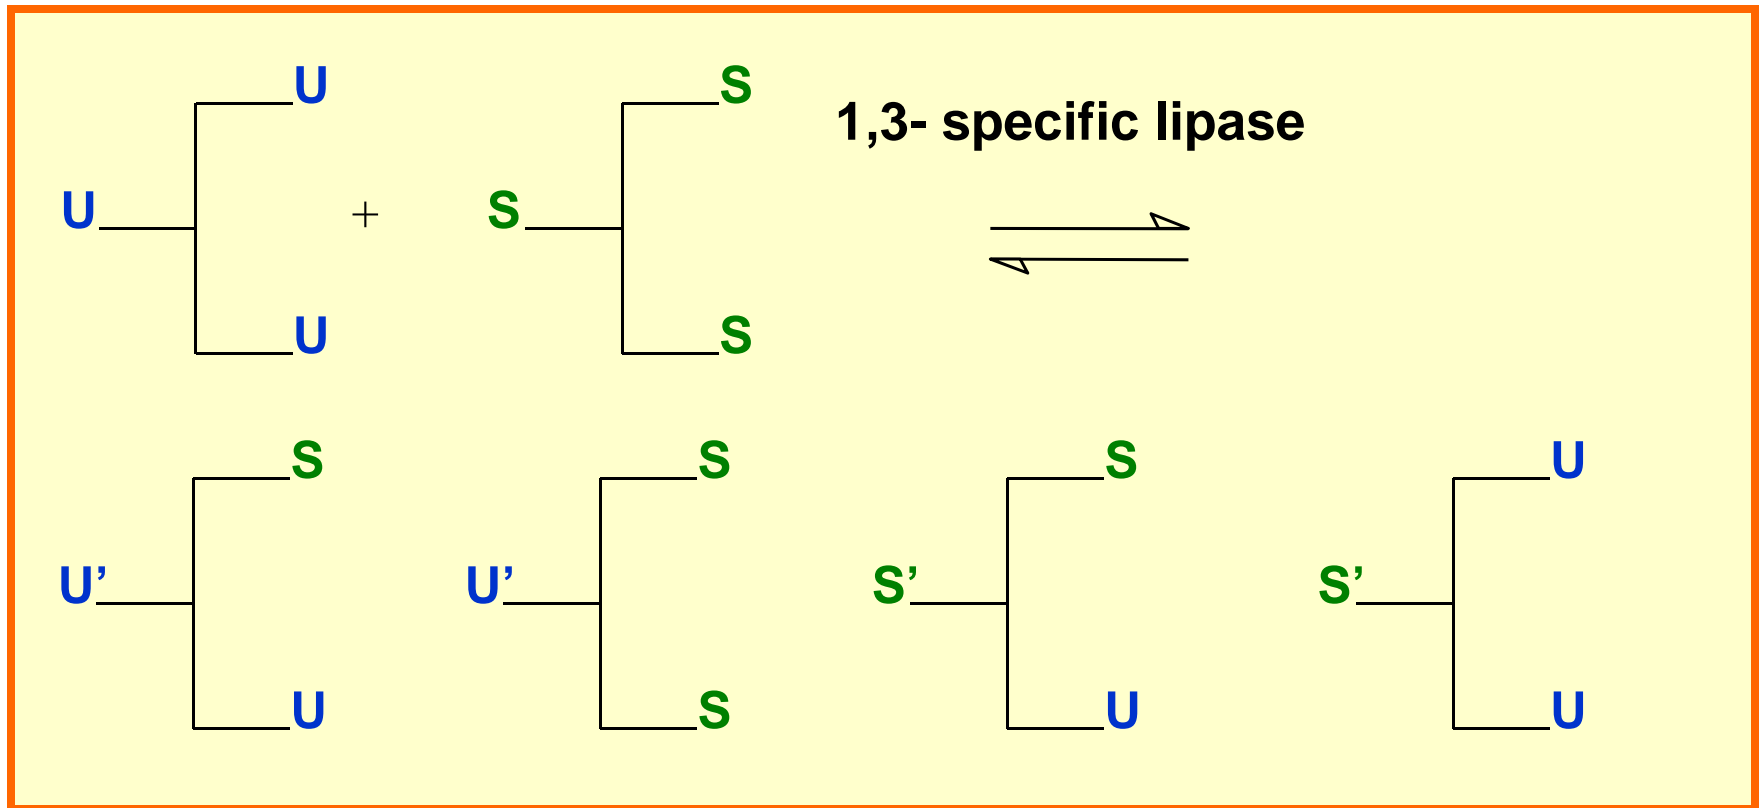 U S
1,3- specific lipase
U + S
U S
S S S U
U’ U’ S’ S’
U S U U